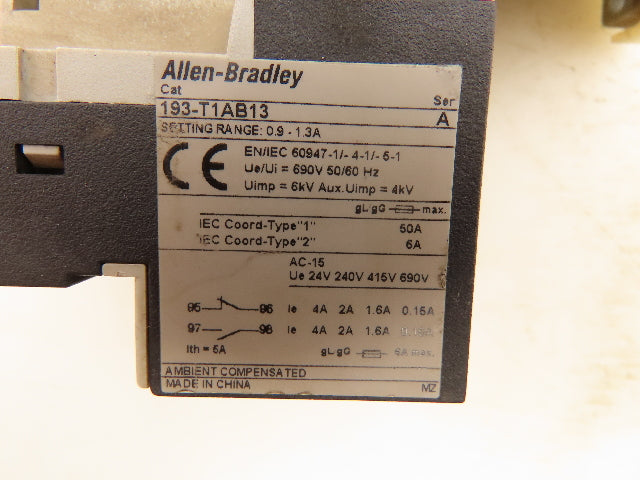 Allen-Bradley
Cat Ser
193-T1AB13 A
SETTING RANGE: 0.9 - 1.3A
CE EN/IEC 60947-1/- 4-1/- 5-1
Ue/Ui = 690V 50/60 Hz
Uimp = 6kV Aux.Uimp = 4kV
gL/gG max.
IEC Coord-Type"1" 50A
IEC Coord-Type"2" 6A
AC-15
Ue 24V 240V 415V 690V
95 96 Ie 4A 2A 1.6A 0.15A
97 98 Ie 4A 2A 1.6A 0.15A
Ith = 5A gL/gG 6A max.
AMBIENT COMPENSATED
MADE IN CHINA MZ